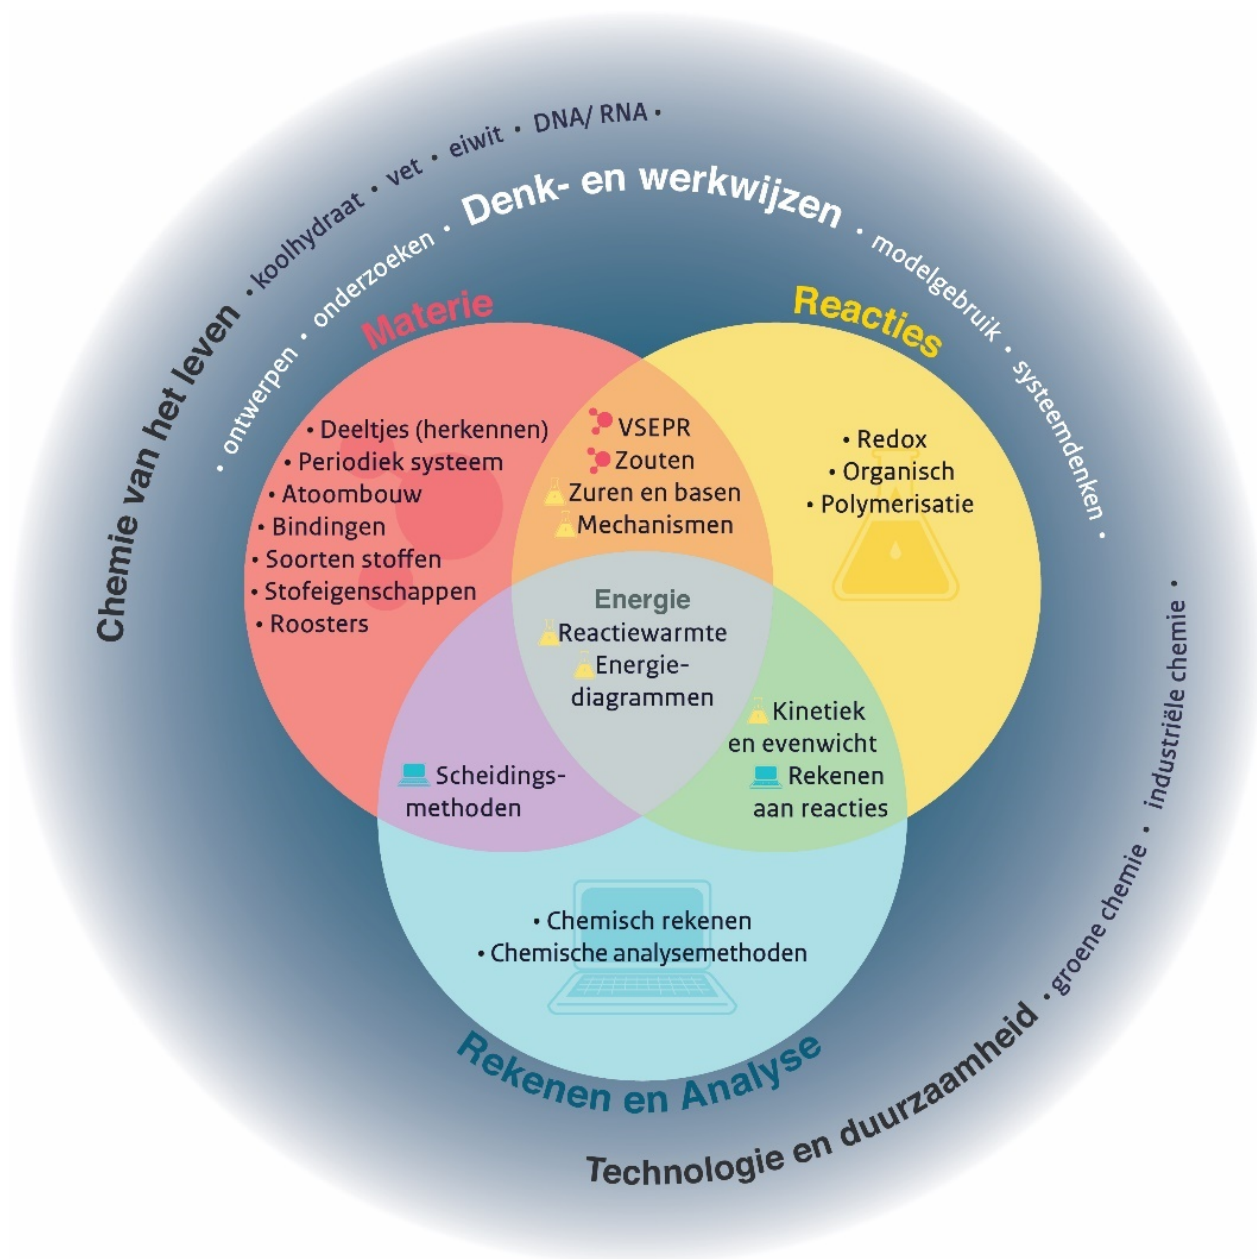 Chemie van het leven • koolhydraat • vet • eiwit • DNA/ RNA •
• ontwerpen • onderzoeken • Denk- en werkwijzen • modelgebruik • systeemdenken •
Materie
Reacties
• Deeltjes (herkennen)
• Periodiek systeem
• Atoombouw
• Bindingen
• Soorten stoffen
• Stofeigenschappen
• Roosters
VSEPR
Zouten
Zuren en basen
Mechanismen
• Redox
• Organisch
• Polymerisatie
Energie
Reactiewarmte
Energie-
diagrammen
Kinetiek
en evenwicht
Rekenen
aan reacties
Scheidings-
methoden
• Chemisch rekenen
• Chemische analysemethoden
Rekenen en Analyse
Technologie en duurzaamheid • groene chemie • industriële chemie •